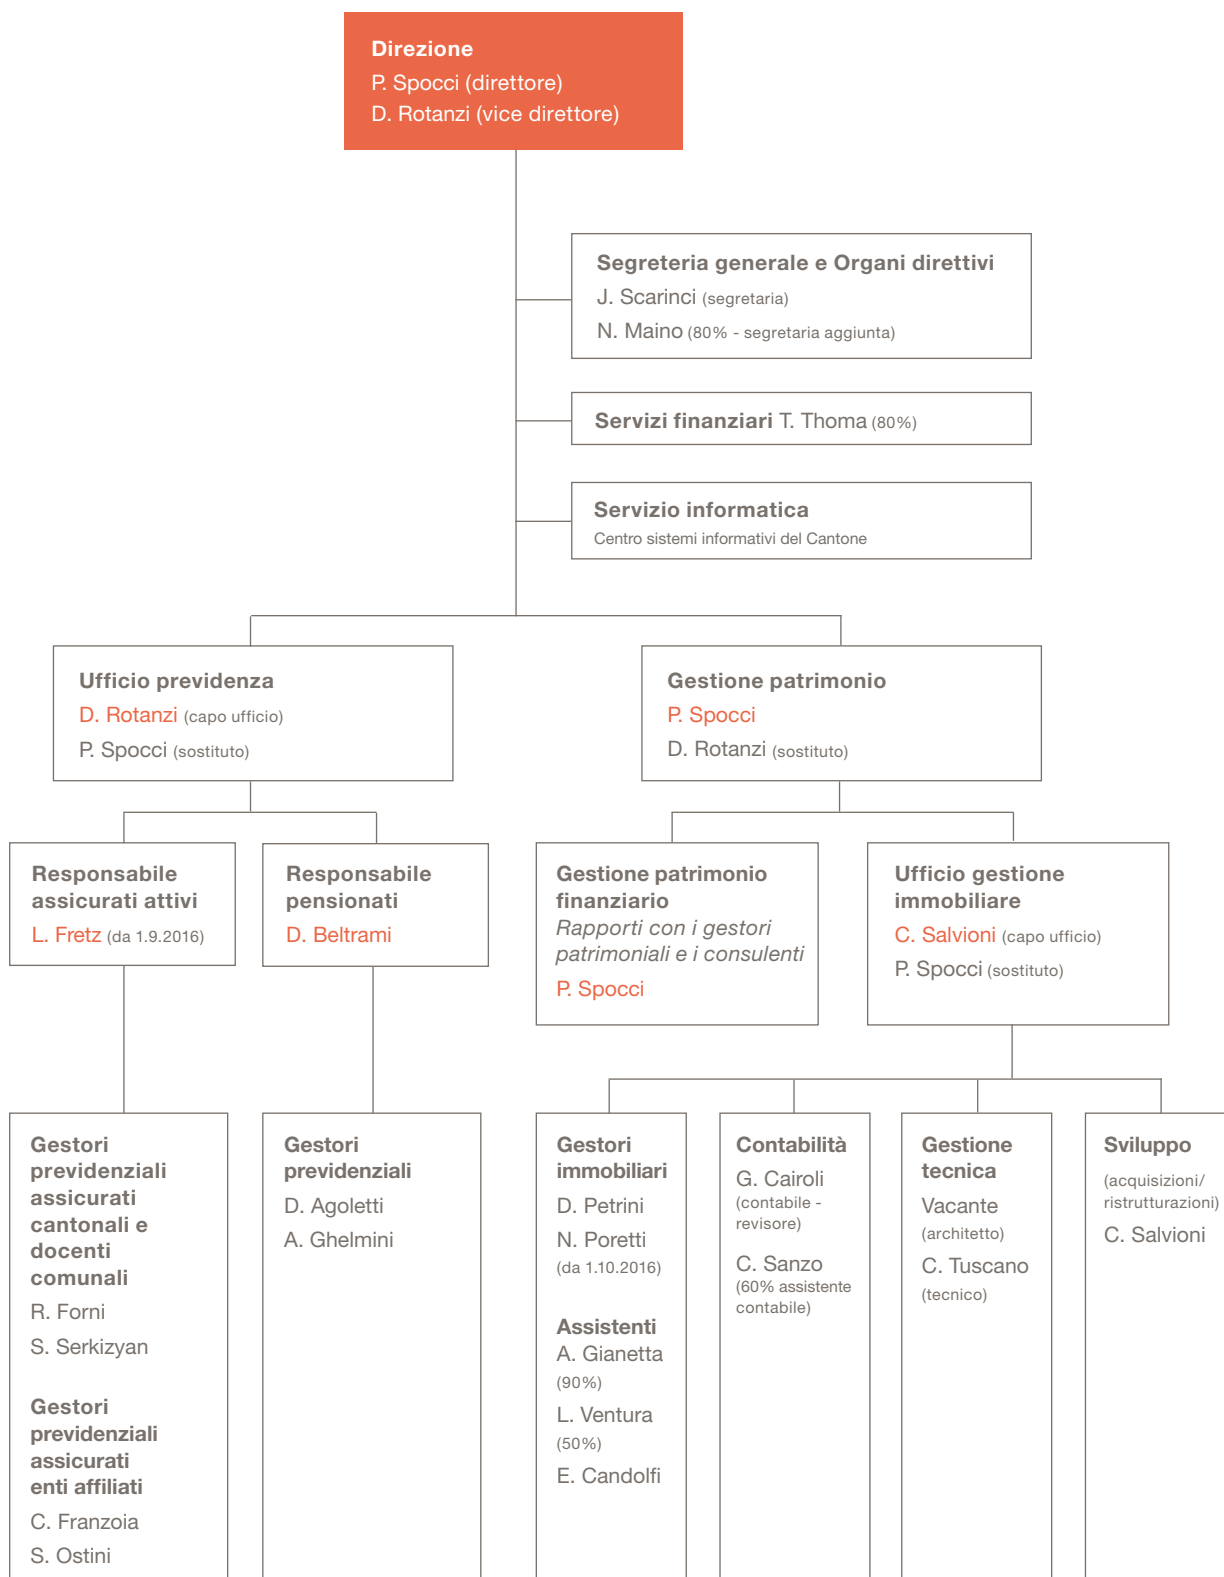 Direzione
P. Spocci (direttore)
D. Rotanzi (vice direttore)
Segreteria generale e Organi direttivi
J. Scarinci (segretaria)
N. Maino (80% - segretaria aggiunta)
Servizi finanziari T. Thoma (80%)
Servizio informatica
Centro sistemi informativi del Cantone
Ufficio previdenza
D. Rotanzi (capo ufficio)
P. Spocci (sostituto)
Gestione patrimonio
P. Spocci
D. Rotanzi (sostituto)
Responsabile
assicurati attivi
L. Fretz (da 1.9.2016)
Responsabile
pensionati
D. Beltrami
Gestione patrimonio
finanziario
Rapporti con i gestori
patrimoniali e i consulenti
P. Spocci
Ufficio gestione
immobiliare
C. Salvioni (capo ufficio)
P. Spocci (sostituto)
Gestori
previdenziali
assicurati
cantonali e
docenti
comunali
R. Forni
S. Serkizyan
Gestori
previdenziali
assicurati
enti affiliati
C. Franzoia
S. Ostini
Gestori
previdenziali
D. Agoletti
A. Ghelmini
Gestori
immobiliari
D. Petrini
N. Poretti
(da 1.10.2016)
Assistenti
A. Gianetta
(90%)
L. Ventura
(50%)
E. Candolfi
Contabilità
G. Cairoli
(contabile -
revisore)
C. Sanzo
(60% assistente
contabile)
Gestione
tecnica
Vacante
(architetto)
C. Tuscano
(tecnico)
Sviluppo
(acquisizioni/
ristrutturazioni)
C. Salvioni